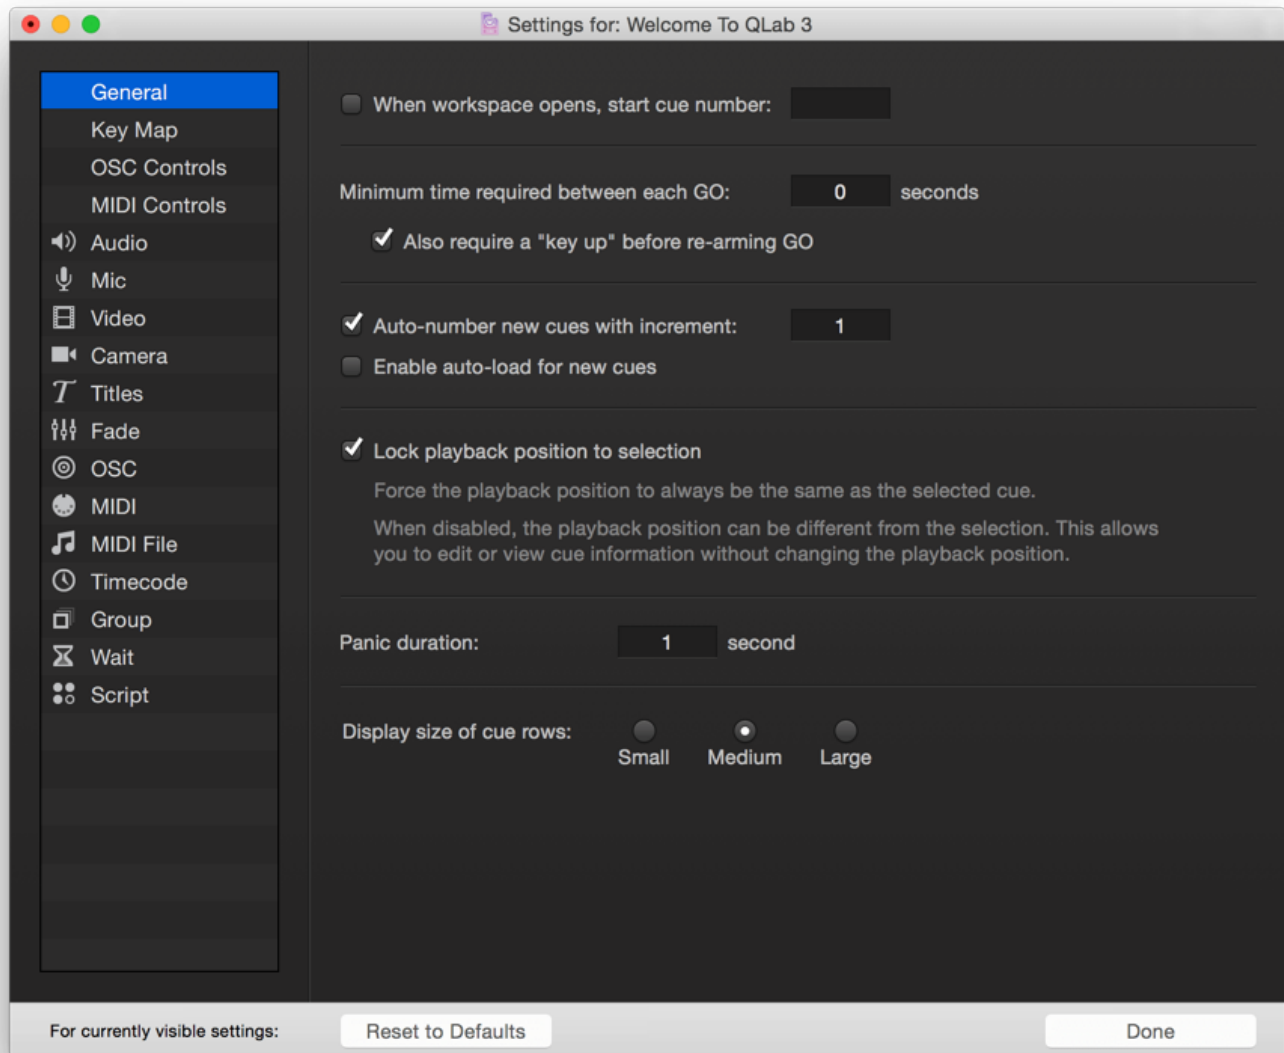 Settings for: Welcome To QLab 3
General
Key Map
OSC Controls
MIDI Controls
Audio
Mic
Video
Camera
Titles
Fade
OSC
MIDI
MIDI File
Timecode
Group
Wait
Script
When workspace opens, start cue number:
Minimum time required between each GO: 0 seconds
Also require a "key up" before re-arming GO
Auto-number new cues with increment: 1
Enable auto-load for new cues
Lock playback position to selection
Force the playback position to always be the same as the selected cue.
When disabled, the playback position can be different from the selection. This allows
you to edit or view cue information without changing the playback position.
Panic duration: 1 second
Display size of cue rows:
Small Medium Large
For currently visible settings: Reset to Defaults Done